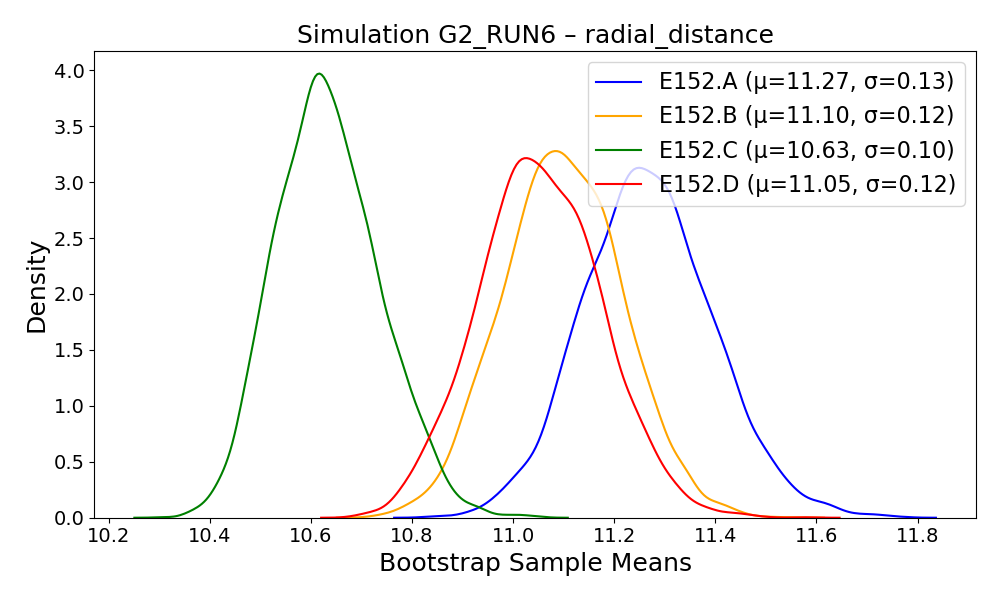 Simulation G2_RUN6 – radial_distance
E152.A (μ=11.27, σ=0.13)
E152.B (μ=11.10, σ=0.12)
E152.C (μ=10.63, σ=0.10)
E152.D (μ=11.05, σ=0.12)
Density
4.0
3.5
3.0
2.5
2.0
1.5
1.0
0.5
0.0
10.2 10.4 10.6 10.8 11.0 11.2 11.4 11.6 11.8
Bootstrap Sample Means